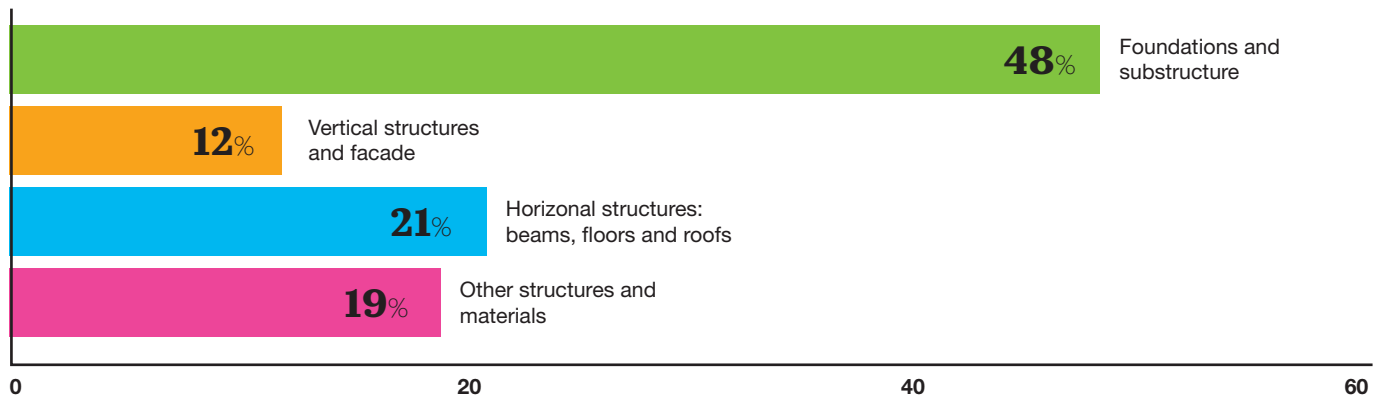 48%
Foundations and
substructure
12%
Vertical structures
and facade
21%
Horizonal structures:
beams, floors and roofs
19%
Other structures and
materials
0 20 40 60